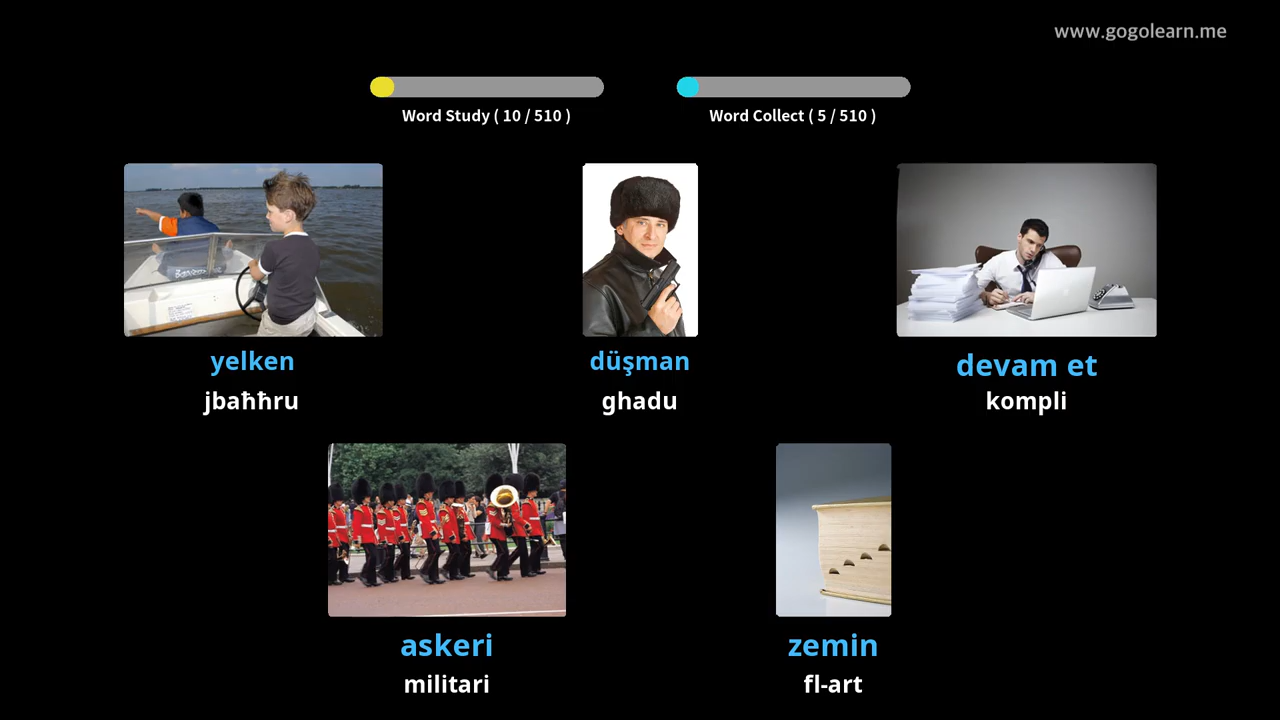 www.gogolearn.me
Word Study ( 10 / 510 )
Word Collect ( 5 / 510 )
yelken
düşman
devam et
jbaħħru
ghadu
kompli
askeri
zemin
militari
fl-art